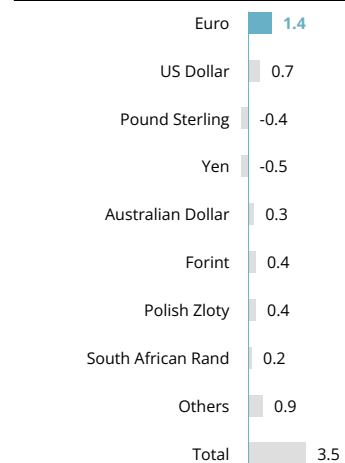 Euro 1.4
US Dollar 0.7
Pound Sterling -0.4
Yen -0.5
Australian Dollar 0.3
Forint 0.4
Polish Zloty 0.4
South African Rand 0.2
Others 0.9
Total 3.5